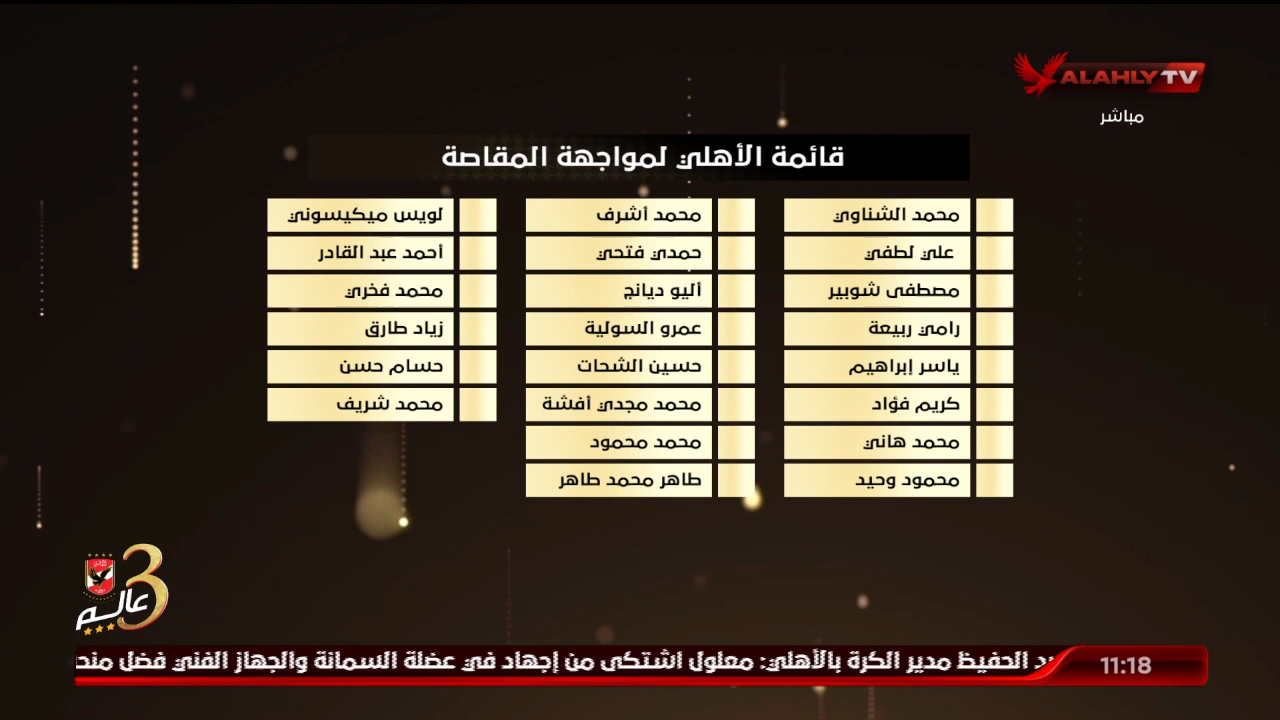 ALAHLY TV
مباشر
قائمة الأهلي لمواجهة المقاصة
محمد الشناوي
علي لطفي
مصطفى شوبير
رامي ربيعة
ياسر إبراهيم
كريم فؤاد
محمد هاني
محمود وحيد
محمد أشرف
حمدي فتحي
أليو ديانج
عمرو السولية
حسين الشحات
محمد مجدي أفشة
محمد محمود
طاهر محمد طاهر
لويس ميكيسوني
أحمد عبد القادر
محمد فخري
زياد طارق
حسام حسن
محمد شريف
3 عالم
11:18
الحفيظ مدير الكرة بالأهلي: معلول اشتكى من إجهاد في عضلة السمانة والجهاز الفني فضل